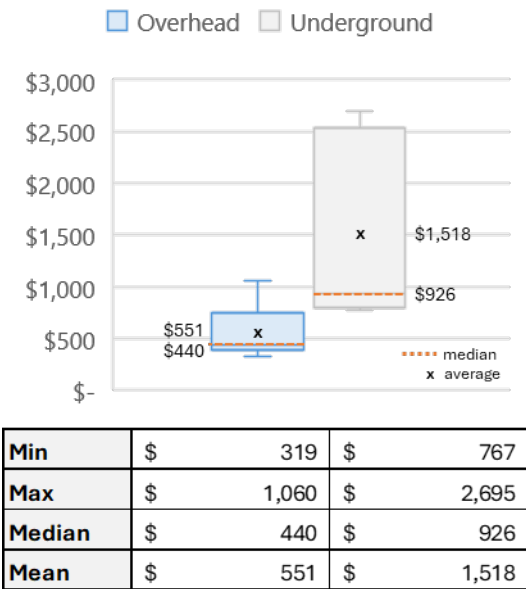 Overhead Underground
$3,000
$2,500
$2,000
$1,500
$1,000
$500
$-
x
$1,518
$926
$551
x
$440
median
x average
Min $ 319 $ 767
Max $ 1,060 $ 2,695
Median $ 440 $ 926
Mean $ 551 $ 1,518